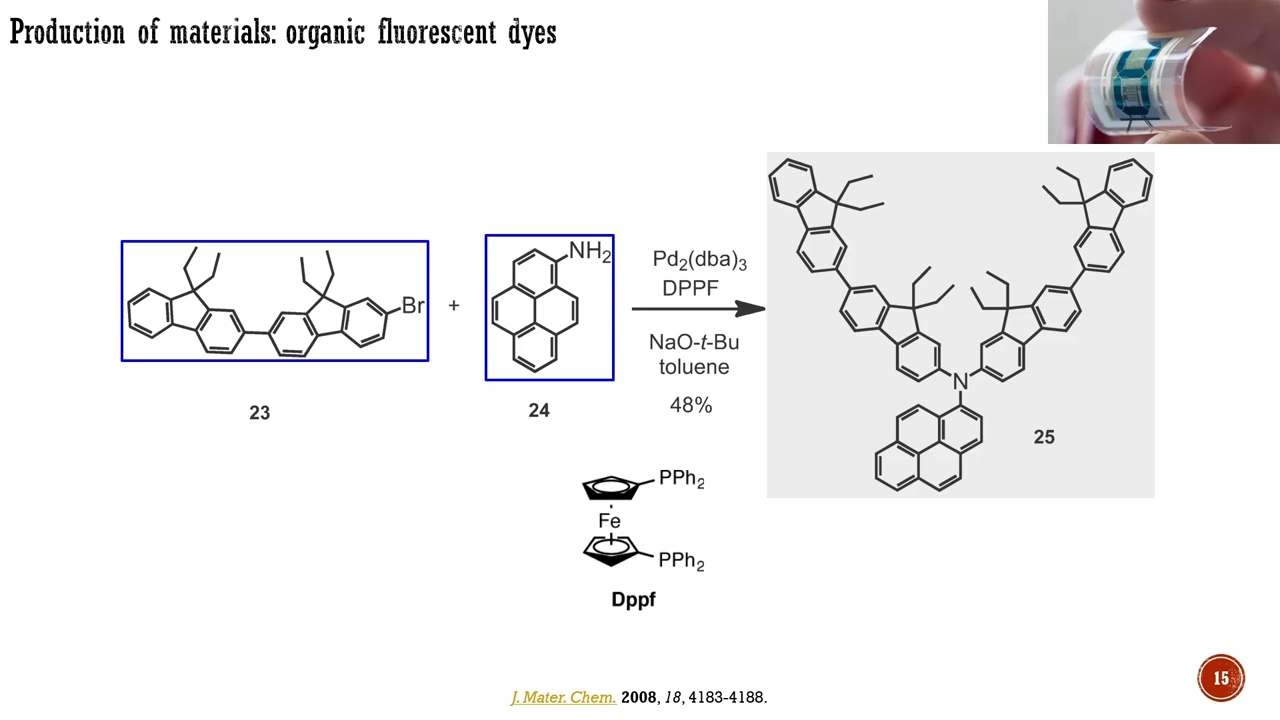 Production of materials: organic fluorescent dyes
Br
+
NH2
Pd2(dba)3
DPPF
NaO-t-Bu
toluene
48%
23
24
N
25
PPh2
Fe
PPh2
Dppf
J. Mater. Chem. 2008, 18, 4183-4188.
15